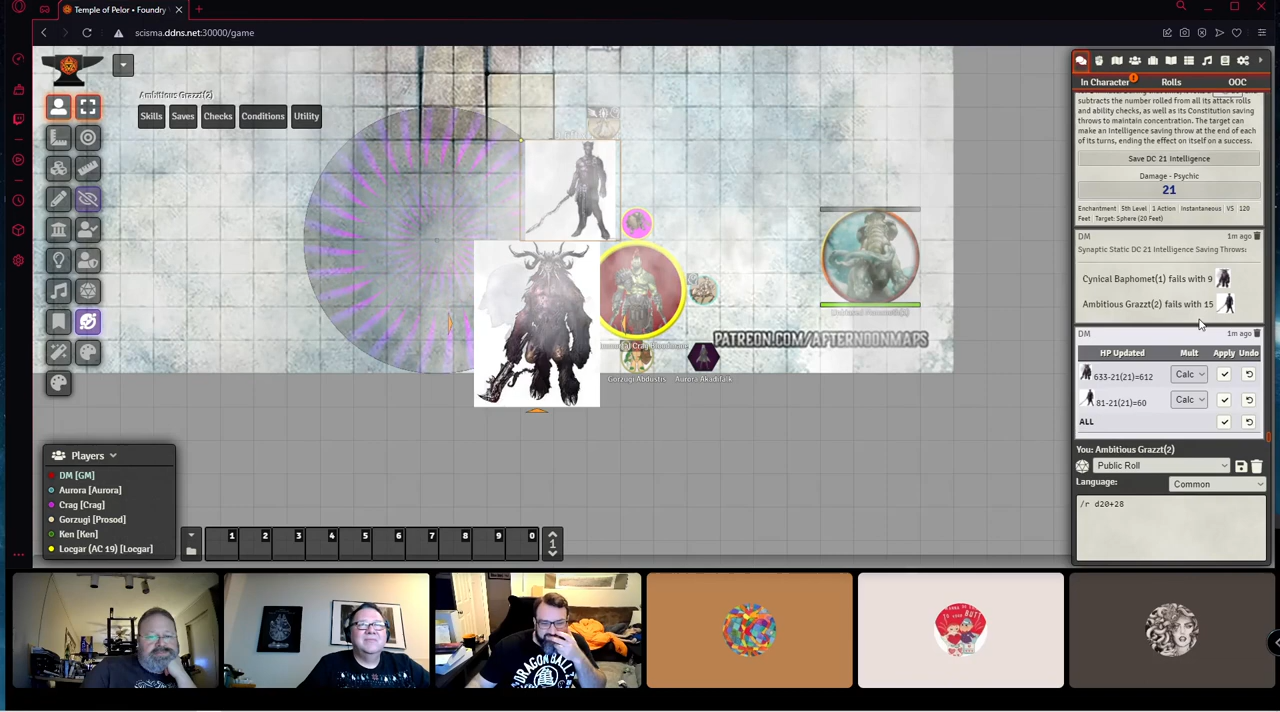 Temple of Pelor • Foundry
scisma.ddns.net:30000/game
Ambitious Grazzt(2)
Skills
Saves
Checks
Conditions
Utility
PATREON.COM/AFTERNOONMAPS
Gorzugi Abdustis
Aurora Akadifalk
Players
DM [GM]
Aurora [Aurora]
Crag [Crag]
Gorzugi [Prosod]
Ken [Ken]
Locgar (AC 19) [Locgar]
1 2 3 4 5 6 7 8 9 0
1
In Character
Rolls
OOC
subtracts the number rolled from all its attack rolls
and ability checks, as well as its Constitution saving
throws to maintain concentration. The target can
make an Intelligence saving throw at the end of each
of its turns, ending the effect on itself on a success.
Save DC 21 Intelligence
Damage - Psychic
21
Enchantment 5th Level 1 Action Instantaneous VS 120
Feet Target: Sphere (20 Feet)
DM 1m ago
Synaptic Static DC 21 Intelligence Saving Throws:
Cynical Baphomet(1) fails with 9
Ambitious Grazzt(2) fails with 15
DM 1m ago
HP Updated Mult Apply Undo
633-21(21)=612 Calc
81-21(21)=60 Calc
ALL
You: Ambitious Grazzt(2)
Public Roll
Language: Common
/r d20+28
DRAGON BALL